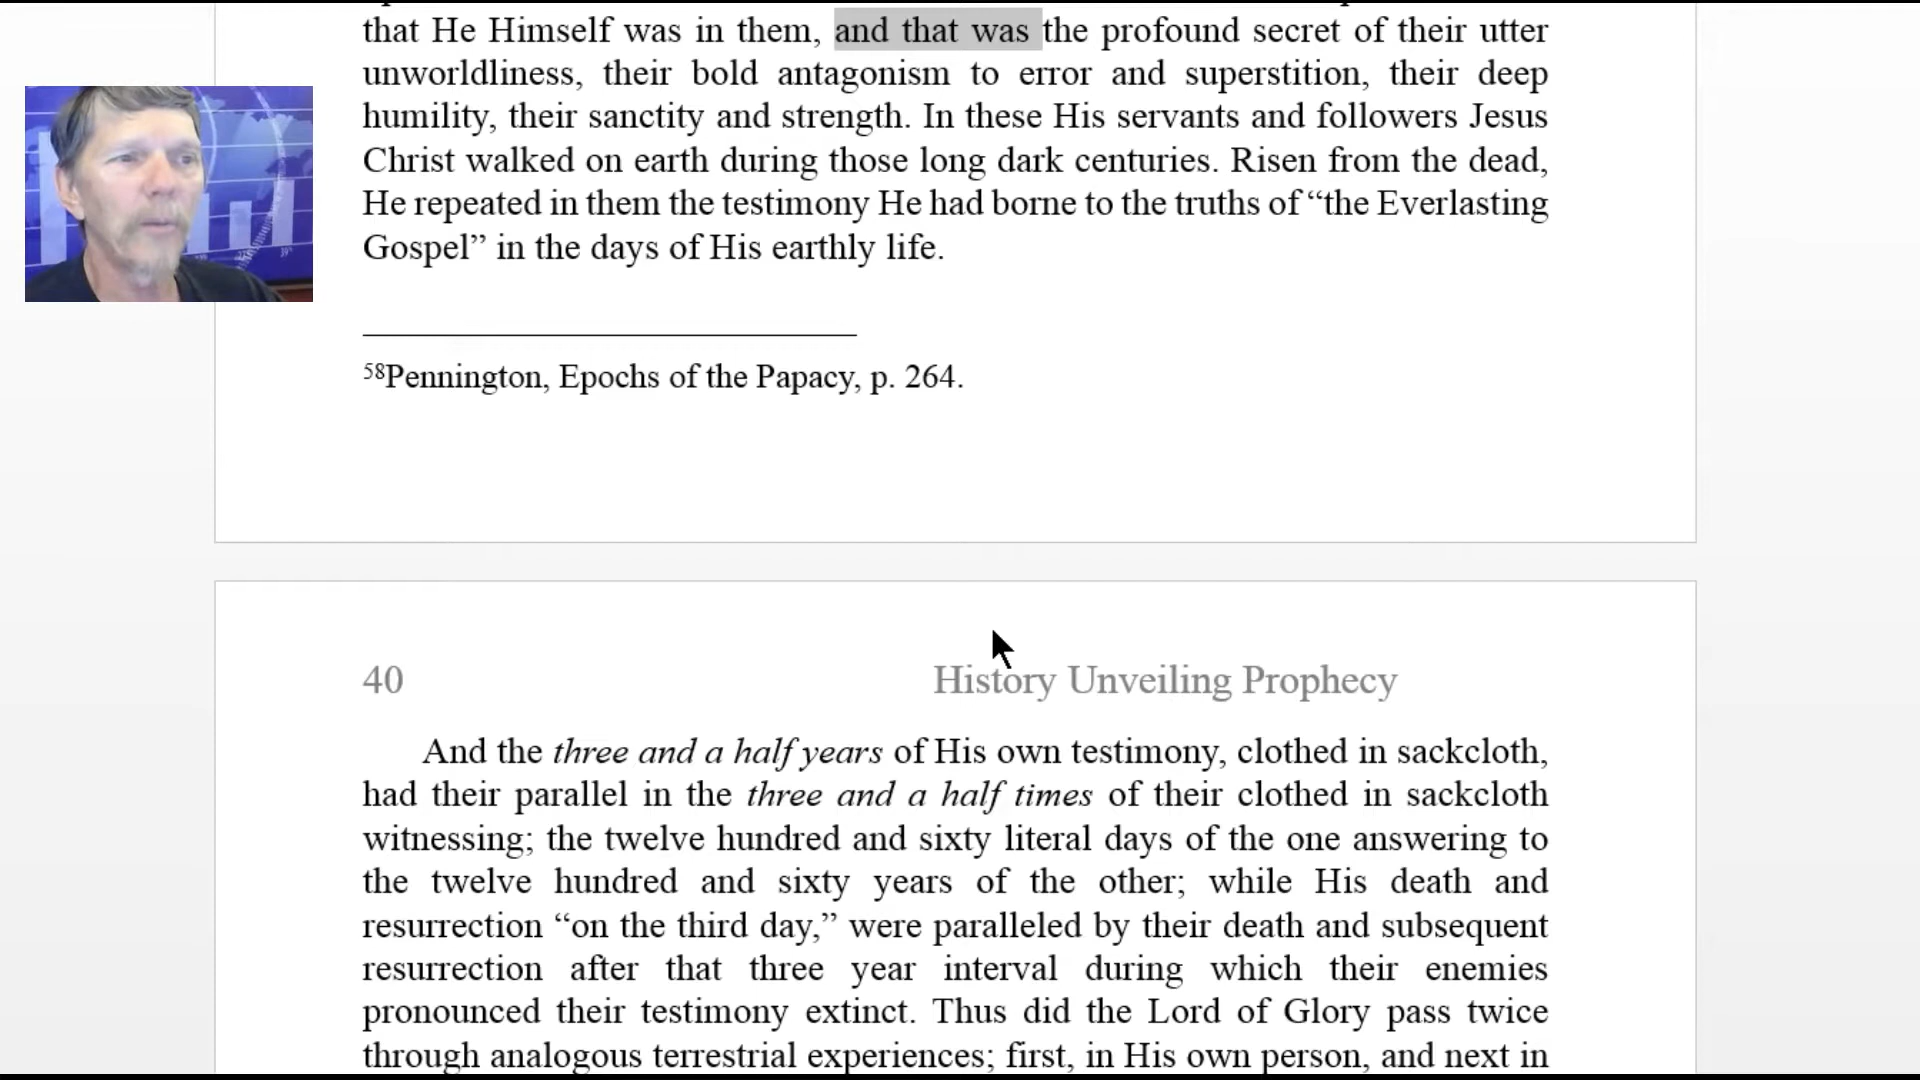 that He Himself was in them, and that was the profound secret of their utter
unworldliness, their bold antagonism to error and superstition, their deep
humility, their sanctity and strength. In these His servants and followers Jesus
Christ walked on earth during those long dark centuries. Risen from the dead,
He repeated in them the testimony He had borne to the truths of “the Everlasting
Gospel” in the days of His earthly life.
58Pennington, Epochs of the Papacy, p. 264.
40 History Unveiling Prophecy
And the three and a half years of His own testimony, clothed in sackcloth,
had their parallel in the three and a half times of their clothed in sackcloth
witnessing; the twelve hundred and sixty literal days of the one answering to
the twelve hundred and sixty years of the other; while His death and
resurrection “on the third day,” were paralleled by their death and subsequent
resurrection after that three year interval during which their enemies
pronounced their testimony extinct. Thus did the Lord of Glory pass twice
through analogous terrestrial experiences; first, in His own person, and next in